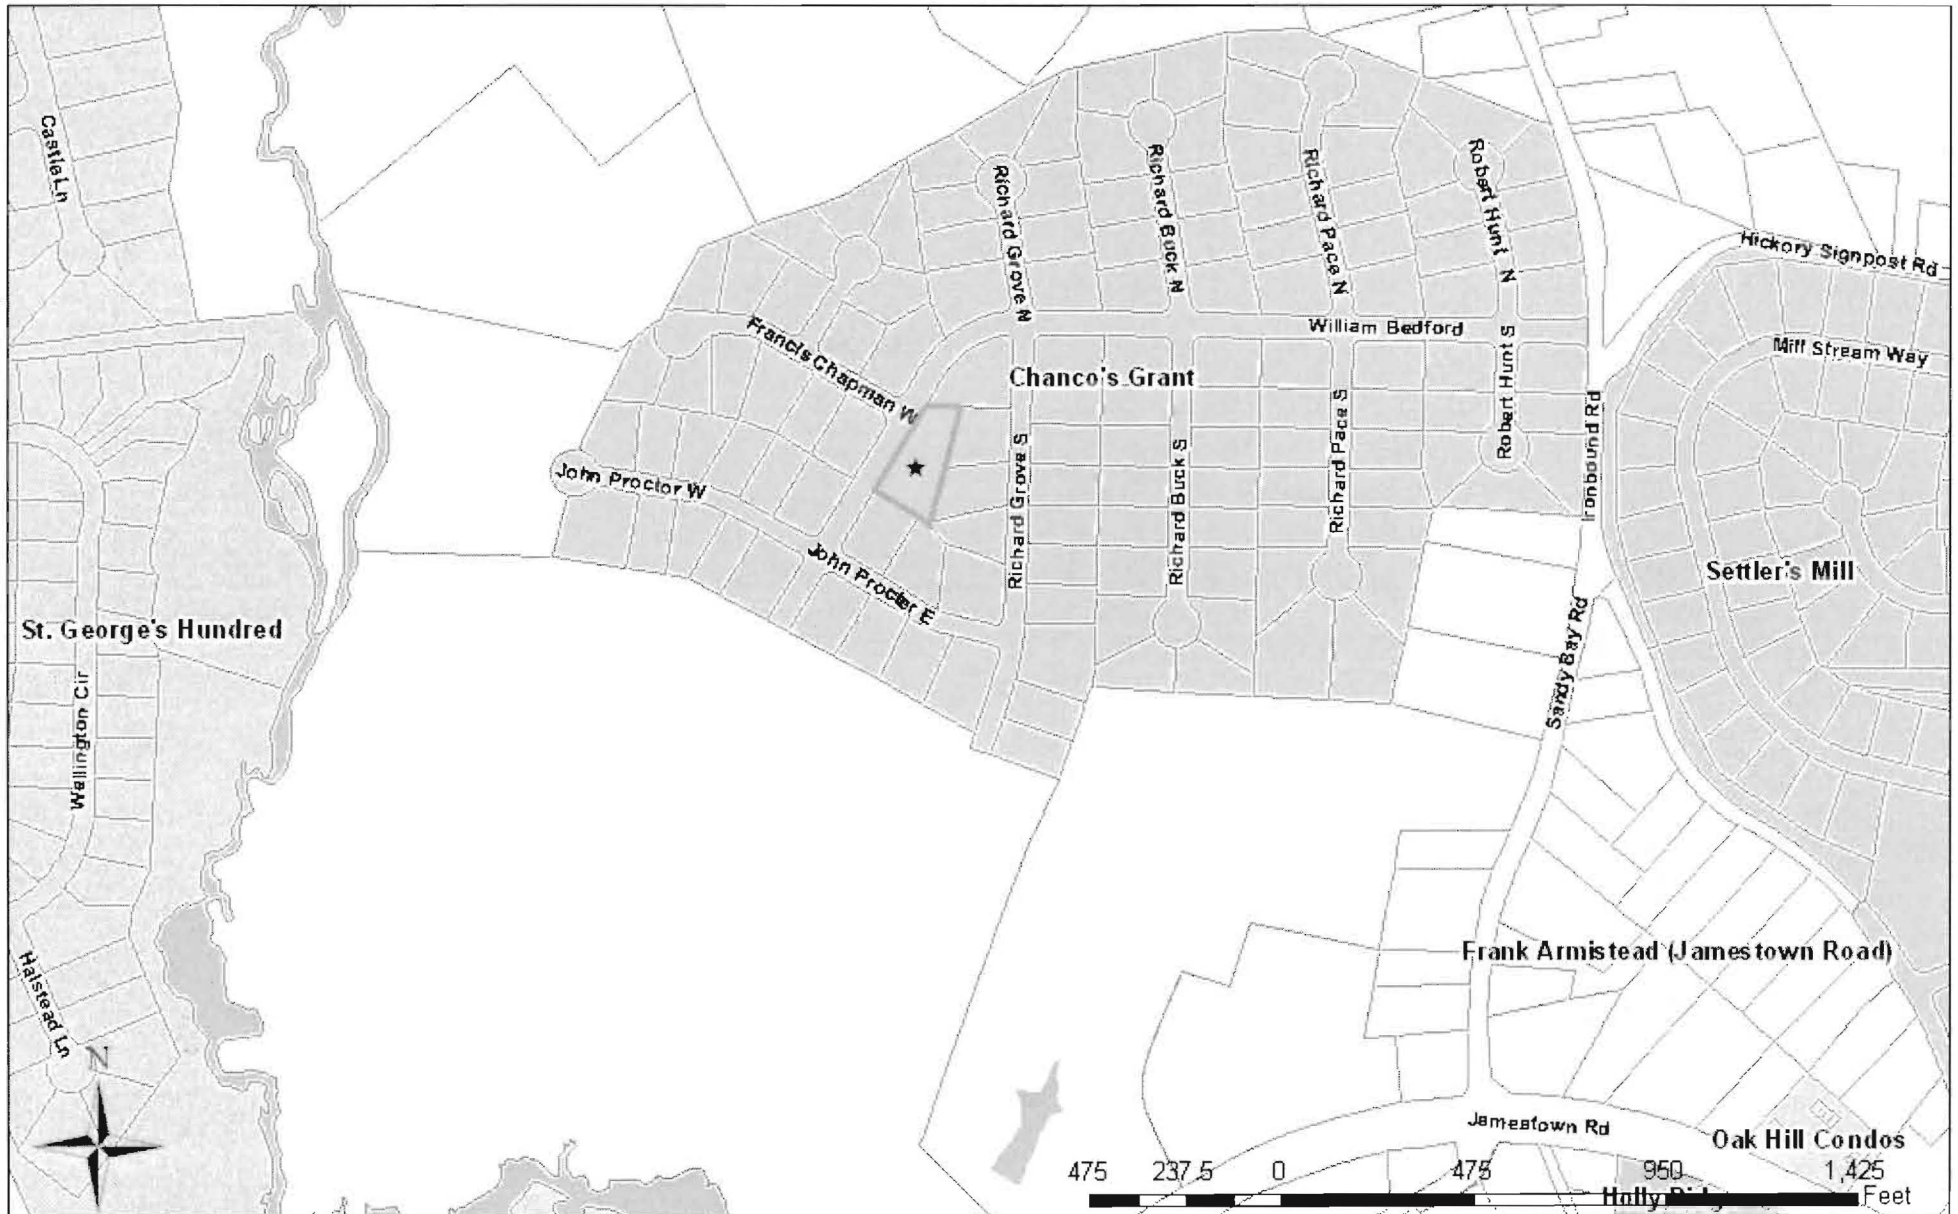 Castle Ln
Richard Grove N
Richard Buck N
Richard Pace N
Robert Hunt N
Hickory Signpost Rd
Francis Chapman W
William Bedford
Mill Stream Way
Chanco's Grant
Robert Hunt S
Ironbound Rd
John Proctor W
Richard Grove S
Richard Buck S
Richard Pace S
John Procter E
Settler's Mill
St. George's Hundred
Sandy Bay Rd
Wellington Cir
Frank Armistead (Jamestown Road)
Halstead Ln
N
Jamestown Rd
Oak Hill Condos
475 237.5 0 475 950 1,425
Feet
Holly